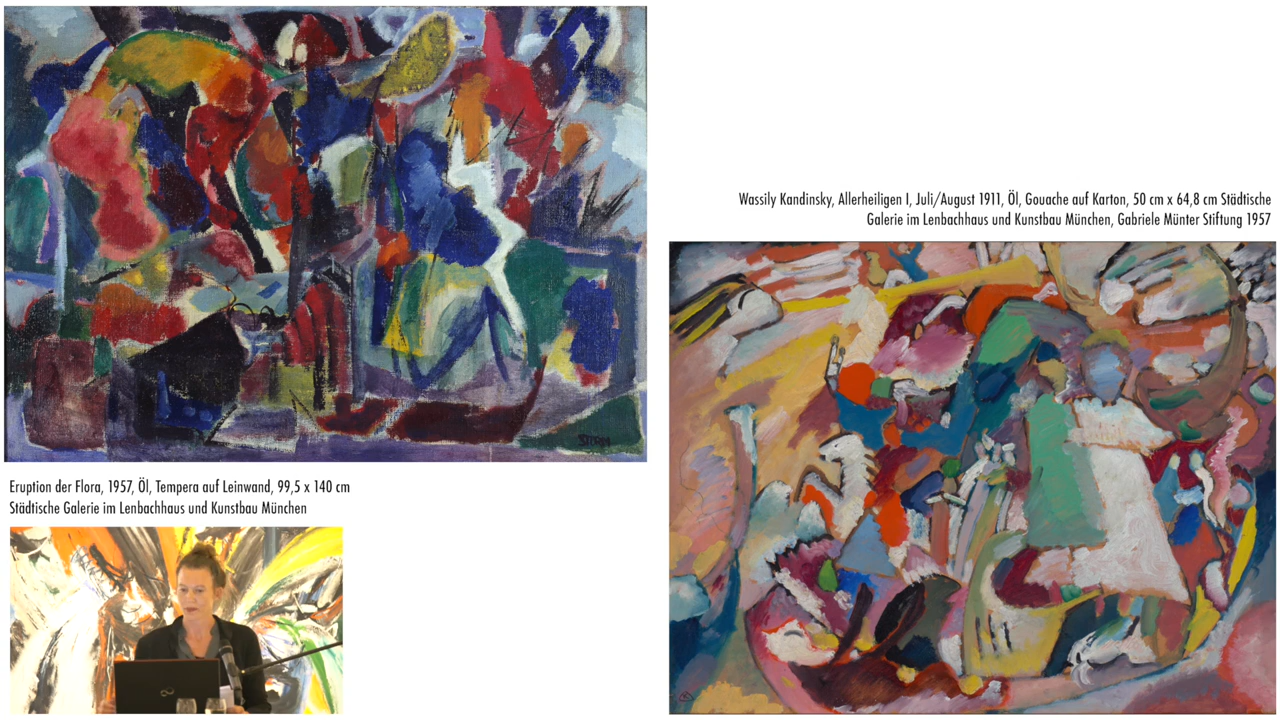 STURM
Eruption der Flora, 1957, Öl, Tempera auf Leinwand, 99,5 x 140 cm
Städtische Galerie im Lenbachhaus und Kunstbau München
Wassily Kandinsky, Allerheiligen I, Juli/August 1911, Öl, Gouache auf Karton, 50 cm x 64,8 cm Städtische
Galerie im Lenbachhaus und Kunstbau München, Gabriele Münter Stiftung 1957